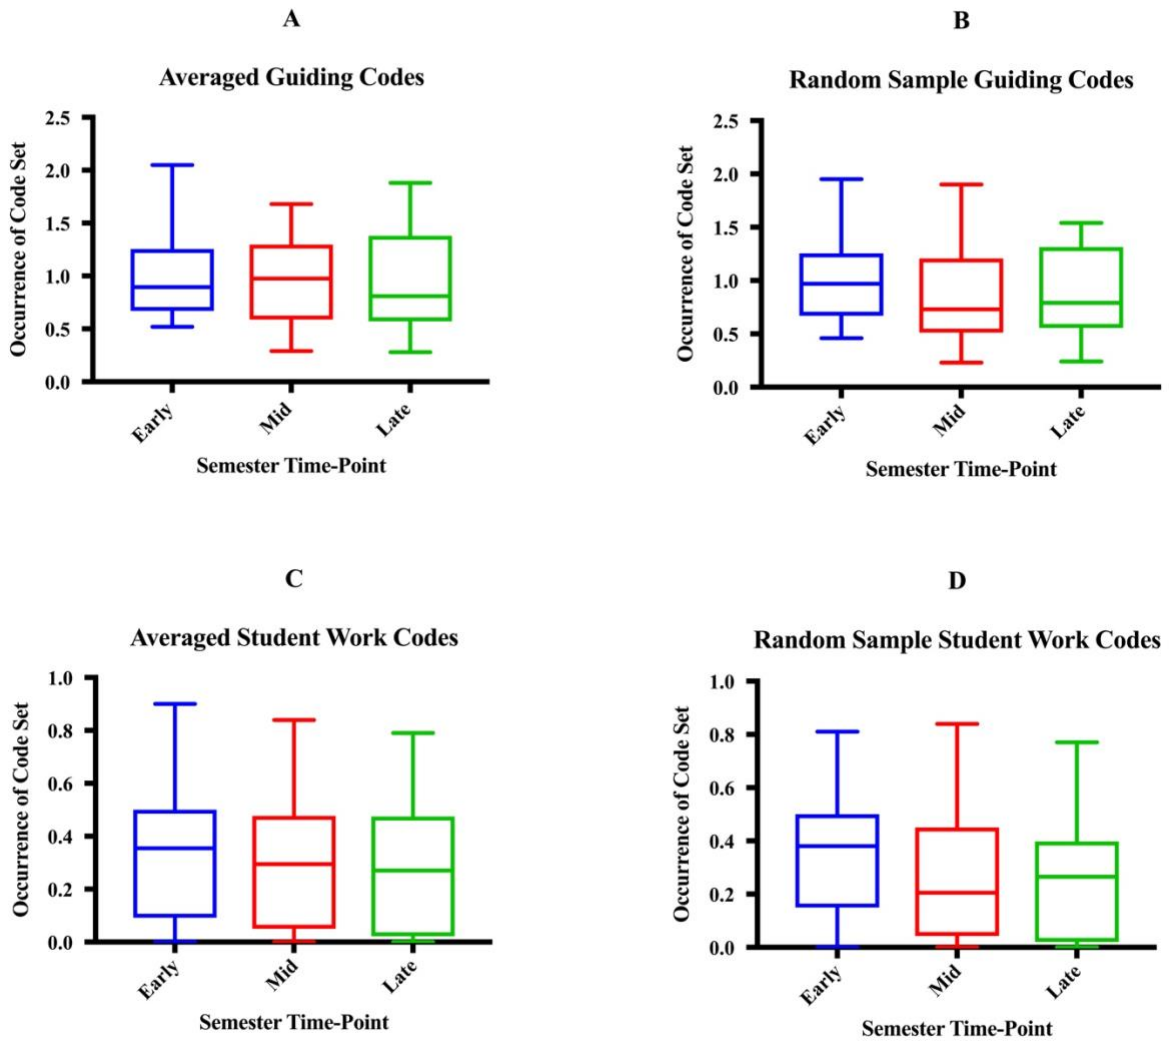 A
Averaged Guiding Codes
Occurrence of Code Set
2.5
2.0
1.5
1.0
0.5
0.0
Early
Mid
Late
Semester Time-Point
B
Random Sample Guiding Codes
Occurrence of Code Set
2.5
2.0
1.5
1.0
0.5
0.0
Early
Mid
Late
Semester Time-Point
C
Averaged Student Work Codes
Occurrence of Code Set
1.0
0.8
0.6
0.4
0.2
0.0
Early
Mid
Late
Semester Time-Point
D
Random Sample Student Work Codes
Occurrence of Code Set
1.0
0.8
0.6
0.4
0.2
0.0
Early
Mid
Late
Semester Time-Point